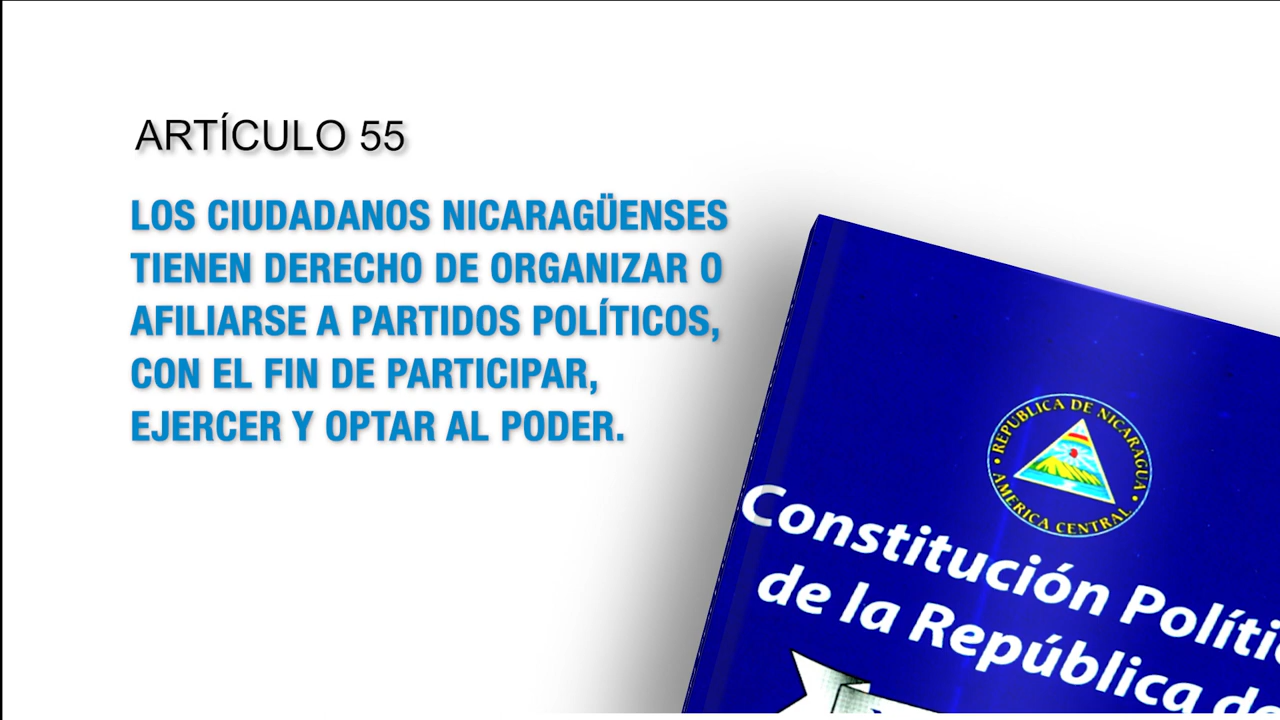 ARTÍCULO 55
LOS CIUDADANOS NICARAGÜENSES
TIENEN DERECHO DE ORGANIZAR O
AFILIARSE A PARTIDOS POLÍTICOS,
CON EL FIN DE PARTICIPAR,
EJERCER Y OPTAR AL PODER.
REPÚBLICA DE NICARAGUA
AMERICA CENTRAL
Constitución Políti
de la República de